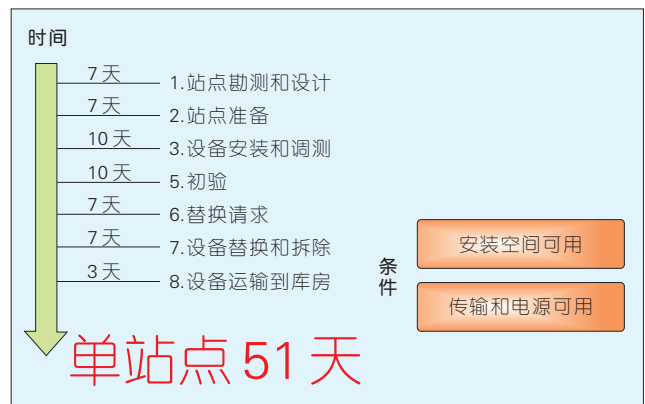 时间
7天 1.站点勘测和设计
7天 2.站点准备
10天 3.设备安装和调测
10天 5.初验
7天 6.替换请求
7天 7.设备替换和拆除
3天 8.设备运输到库房
条件
安装空间可用
传输和电源可用
单站点51天